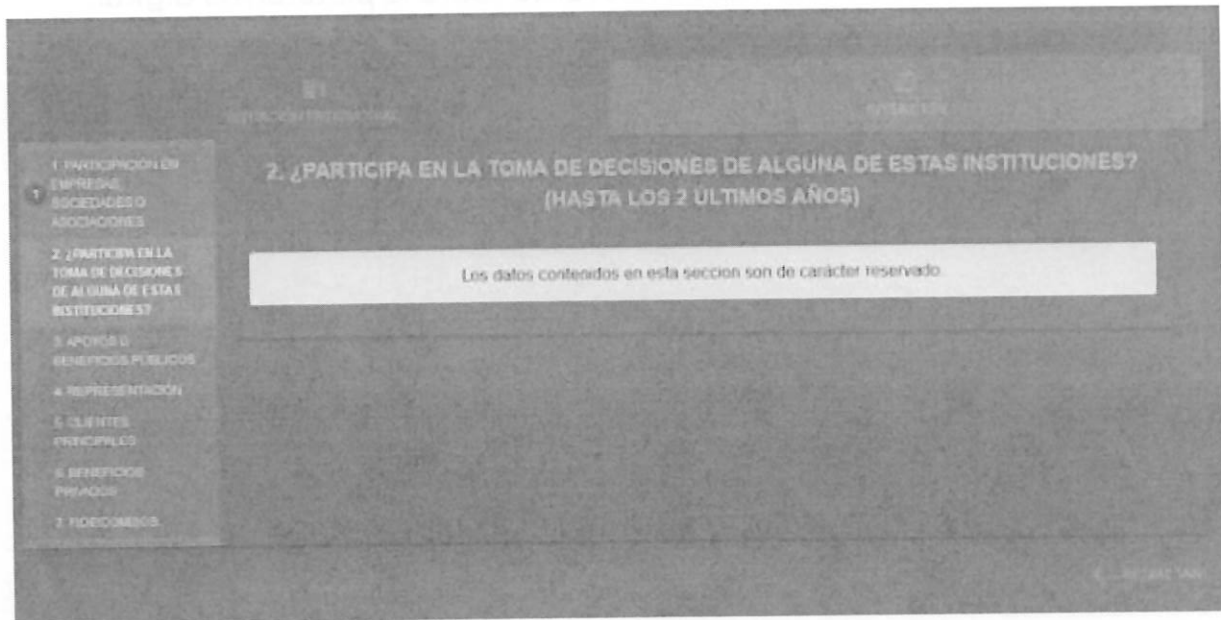 1. PARTICIPACIÓN EN
EMPRESAS,
SOCIEDADES O
ASOCIACIONES
1
2. ¿PARTICIPA EN LA
TOMA DE DECISIONES
DE ALGUNA DE ESTAS
INSTITUCIONES?
3. APOYOS O
BENEFICIOS PÚBLICOS
4. REPRESENTACIÓN
5. CLIENTES
PRINCIPALES
6. BENEFICIOS
PRIVADOS
7. FIDEICOMISOS
2. ¿PARTICIPA EN LA TOMA DE DECISIONES DE ALGUNA DE ESTAS INSTITUCIONES?
(HASTA LOS 2 ÚLTIMOS AÑOS)
Los datos contenidos en esta seccion son de carácter reservado.